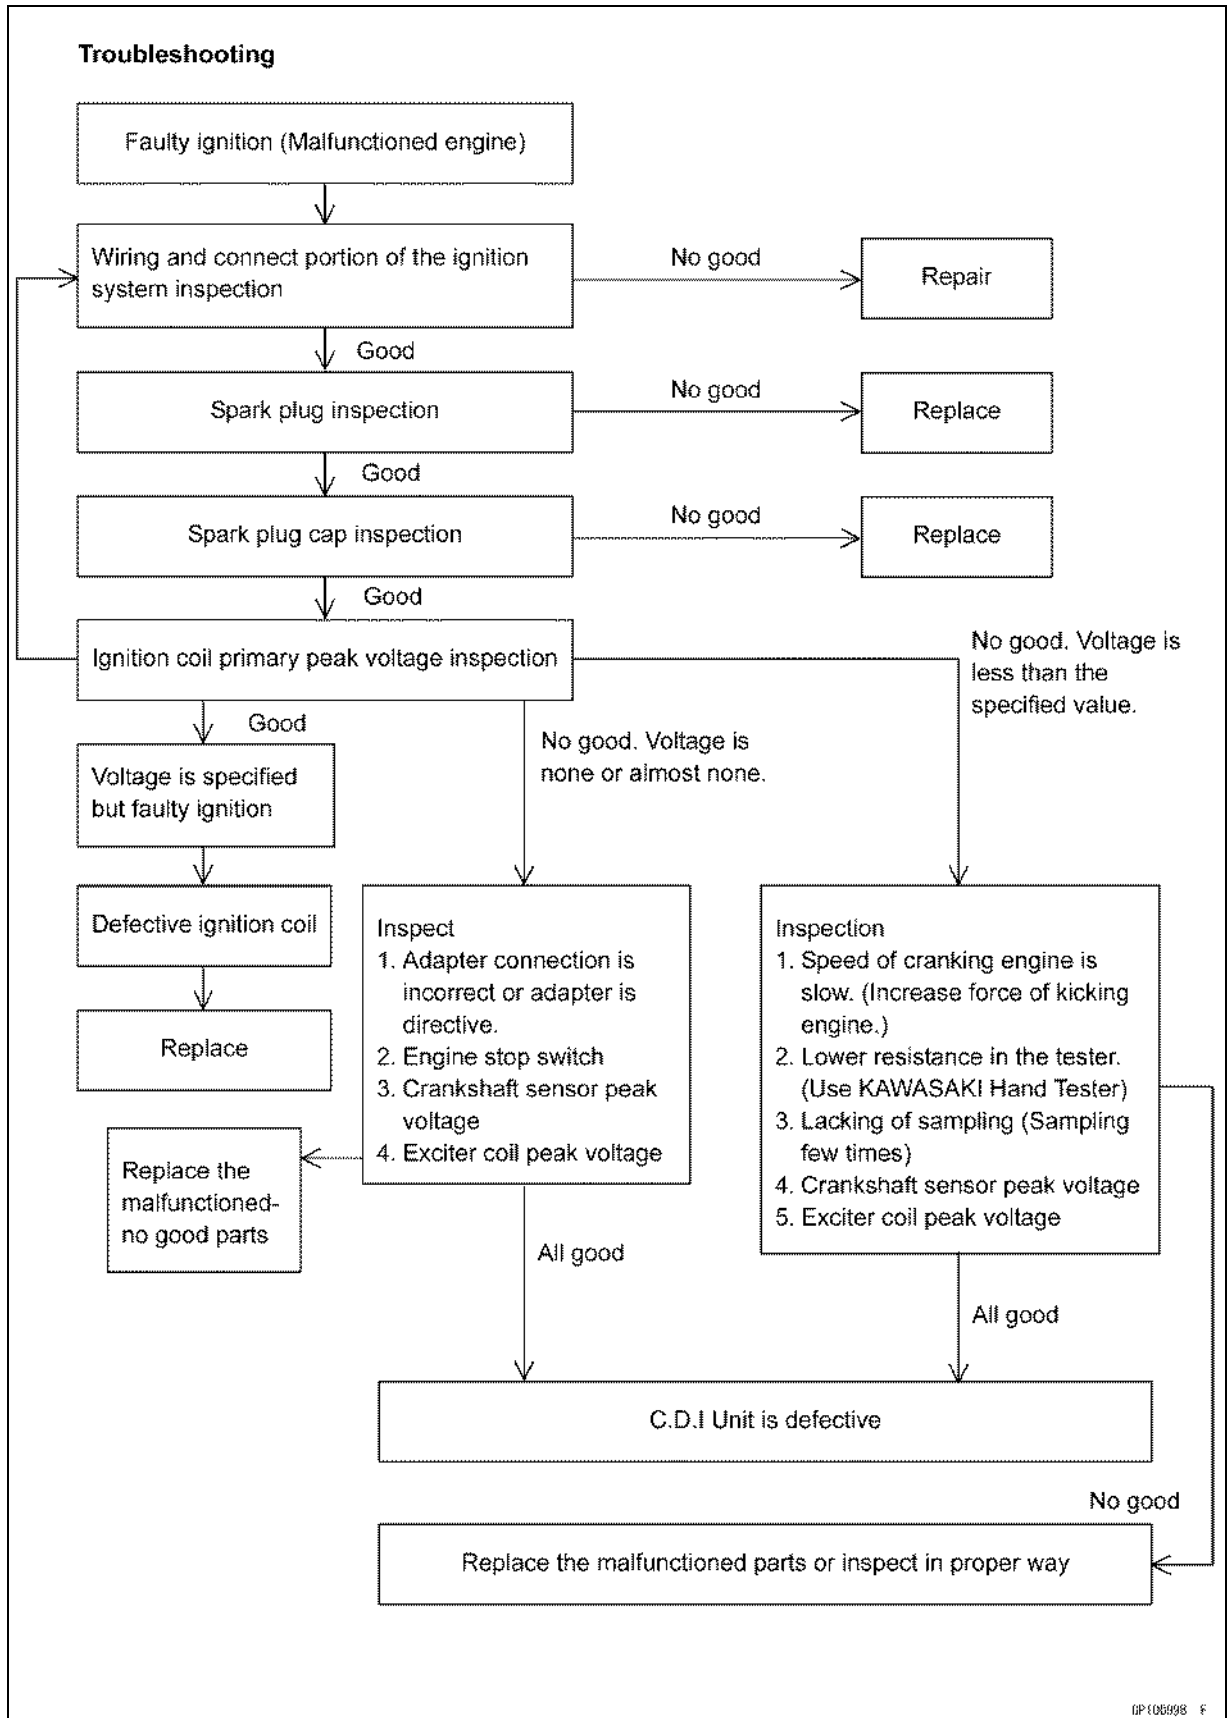 Troubleshooting
Faulty ignition (Malfunctioned engine)
Wiring and connect portion of the ignition
system inspection
No good
Repair
Good
Spark plug inspection
No good
Replace
Good
Spark plug cap inspection
No good
Replace
Good
Ignition coil primary peak voltage inspection
No good. Voltage is
less than the
specified value.
Good
No good. Voltage is
none or almost none.
Voltage is specified
but faulty ignition
Defective ignition coil
Replace
Inspect
1. Adapter connection is
incorrect or adapter is
directive.
2. Engine stop switch
3. Crankshaft sensor peak
voltage
4. Exciter coil peak voltage
Inspection
1. Speed of cranking engine is
slow. (Increase force of kicking
engine.)
2. Lower resistance in the tester.
(Use KAWASAKI Hand Tester)
3. Lacking of sampling (Sampling
few times)
4. Crankshaft sensor peak voltage
5. Exciter coil peak voltage
Replace the
malfunctioned-
no good parts
All good
All good
C.D.I Unit is defective
No good
Replace the malfunctioned parts or inspect in proper way